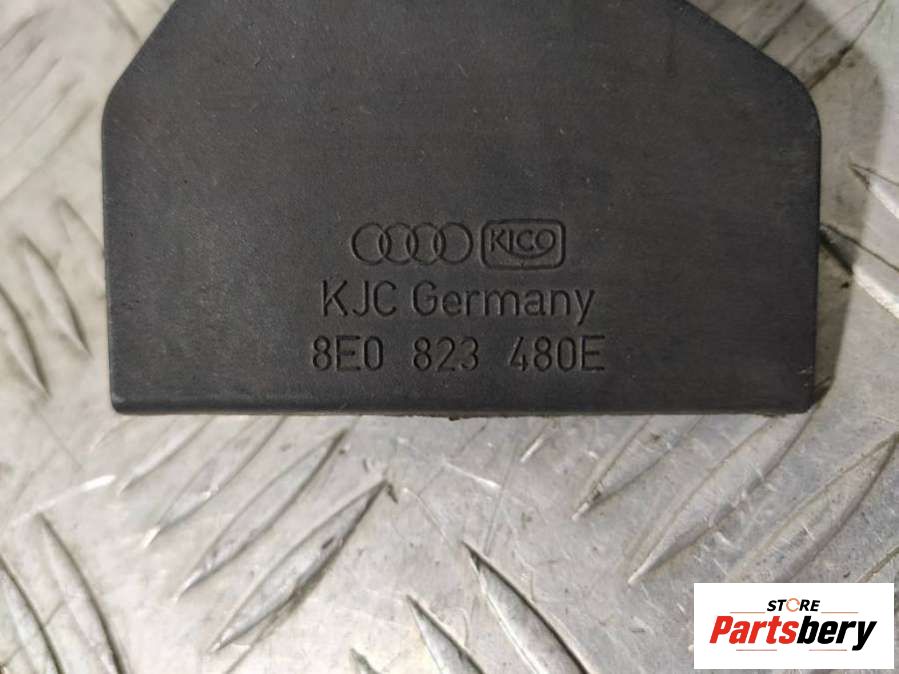 KICO
KJC Germany
8E0 823 480E
STORE
Partsbery